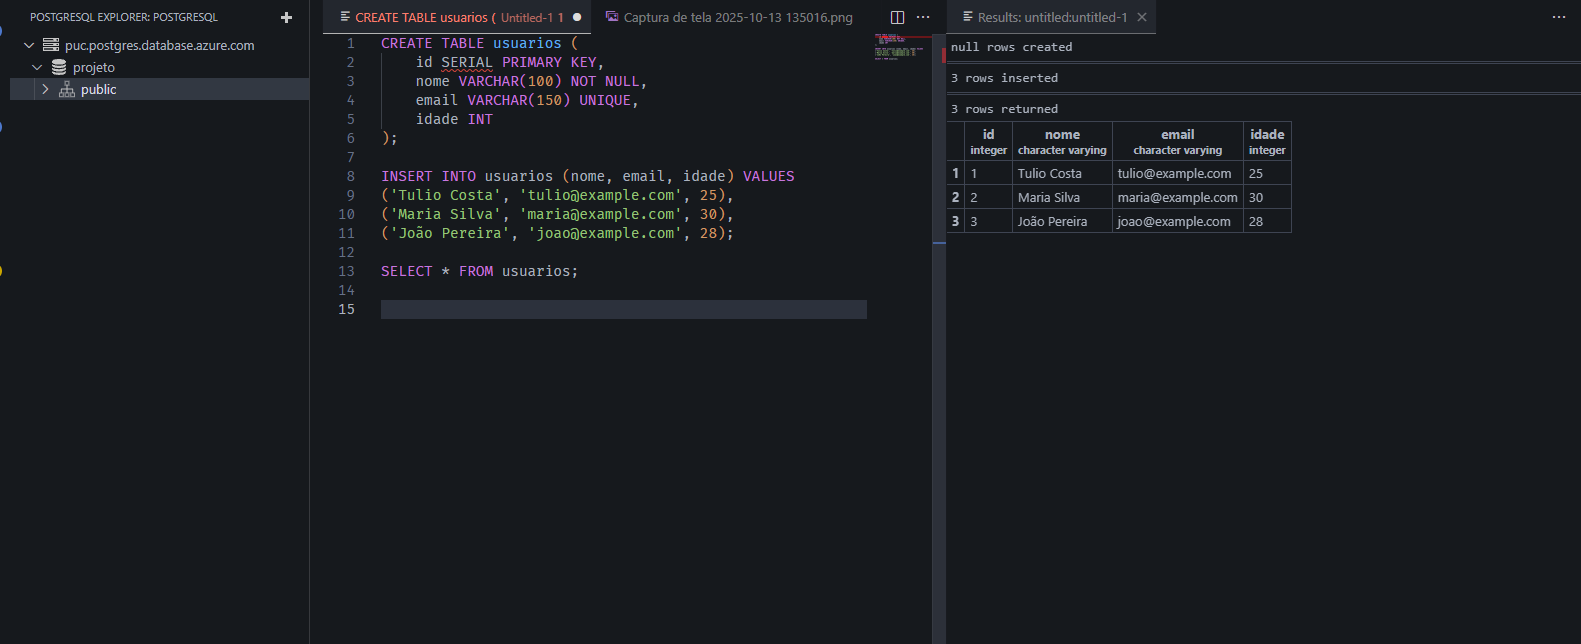 POSTGRESQL EXPLORER: POSTGRESQL
puc.postgres.database.azure.com
projeto
public
CREATE TABLE usuarios ( Untitled-1 1
Captura de tela 2025-10-13 135016.png
1 CREATE TABLE usuarios (
2 id SERIAL PRIMARY KEY,
3 nome VARCHAR(100) NOT NULL,
4 email VARCHAR(150) UNIQUE,
5 idade INT
6 );
7
8 INSERT INTO usuarios (nome, email, idade) VALUES
9 ('Tulio Costa', 'tulio@example.com', 25),
10 ('Maria Silva', 'maria@example.com', 30),
11 ('João Pereira', 'joao@example.com', 28);
12
13 SELECT * FROM usuarios;
14
15
Results: untitled:untitled-1
null rows created
3 rows inserted
3 rows returned
id nome email idade
integer character varying character varying integer
1 1 Tulio Costa tulio@example.com 25
2 2 Maria Silva maria@example.com 30
3 3 João Pereira joao@example.com 28